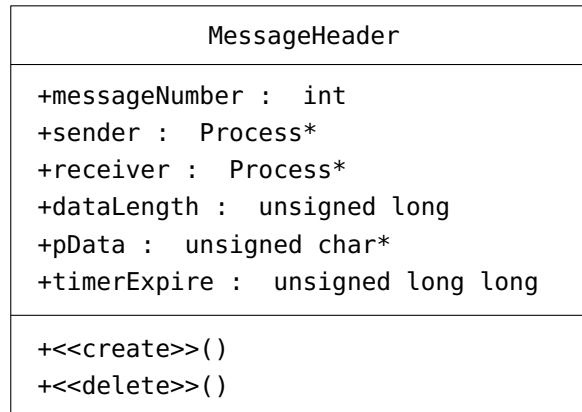 MessageHeader
+messageNumber :  int
+sender :  Process*
+receiver :  Process*
+dataLength :  unsigned long
+pData :  unsigned char*
+timerExpire :  unsigned long long
+<<create>>()
+<<delete>>()